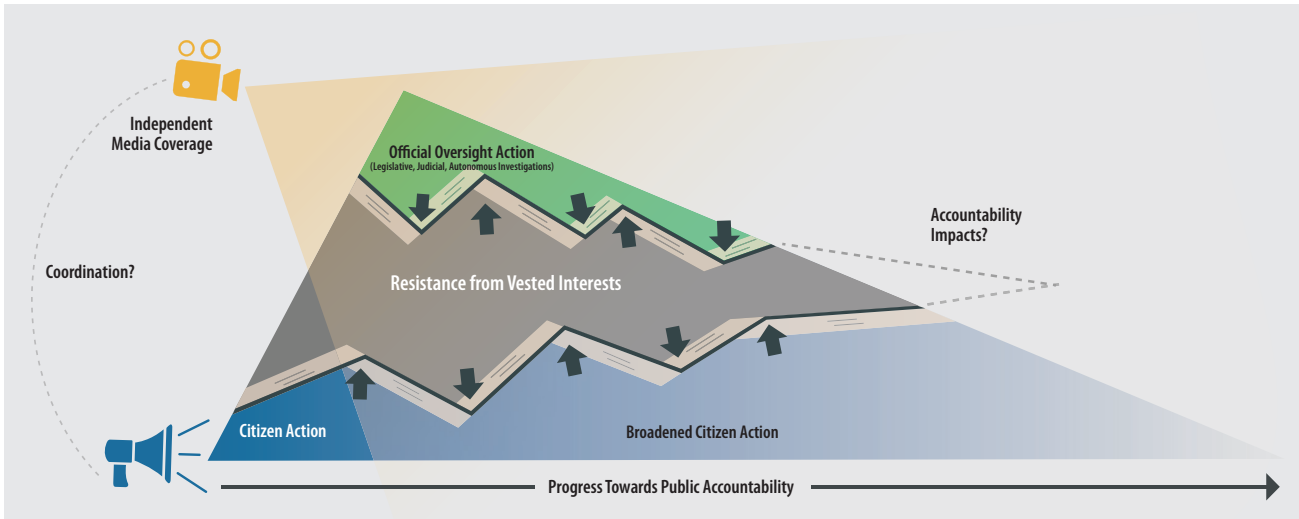 Independent
Media Coverage
Official Oversight Action
(Legislative, Judicial, Autonomous Investigations)
Accountability
Impacts?
Coordination?
Resistance from Vested Interests
Citizen Action
Broadened Citizen Action
Progress Towards Public Accountability